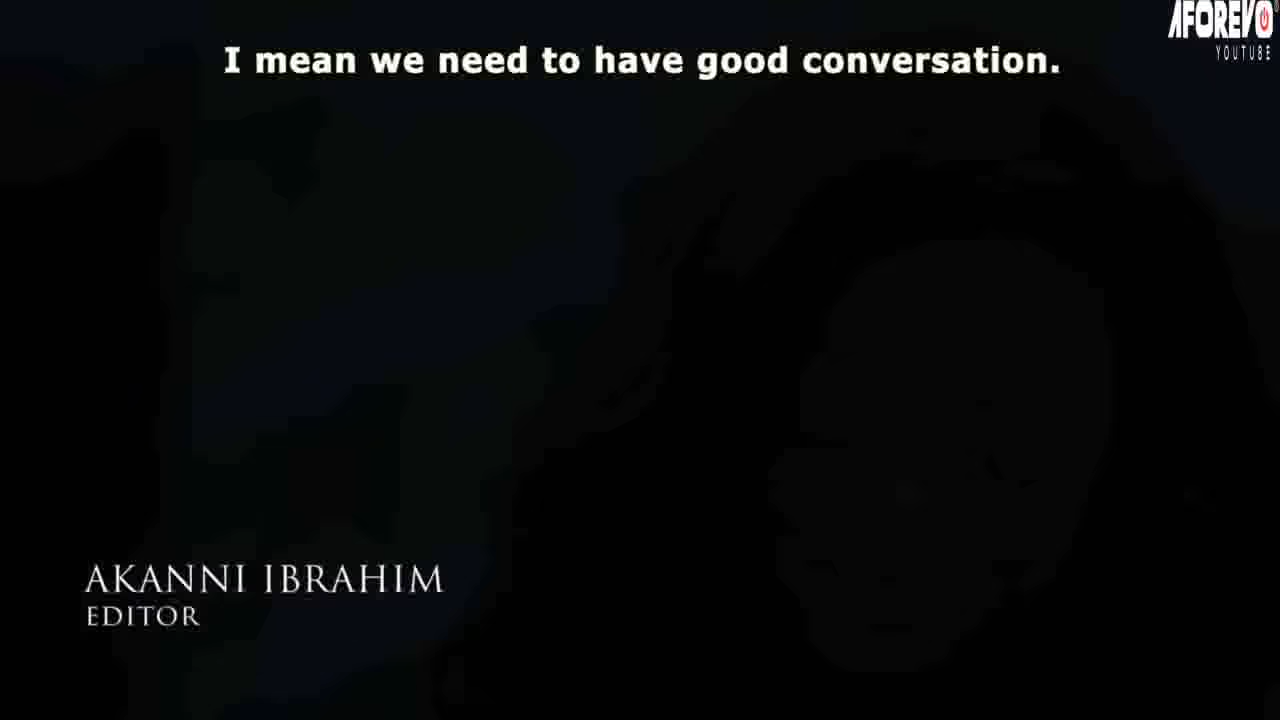 AFOREVO
YOUTUBE
I mean we need to have good conversation.
AKANNI IBRAHIM
EDITOR